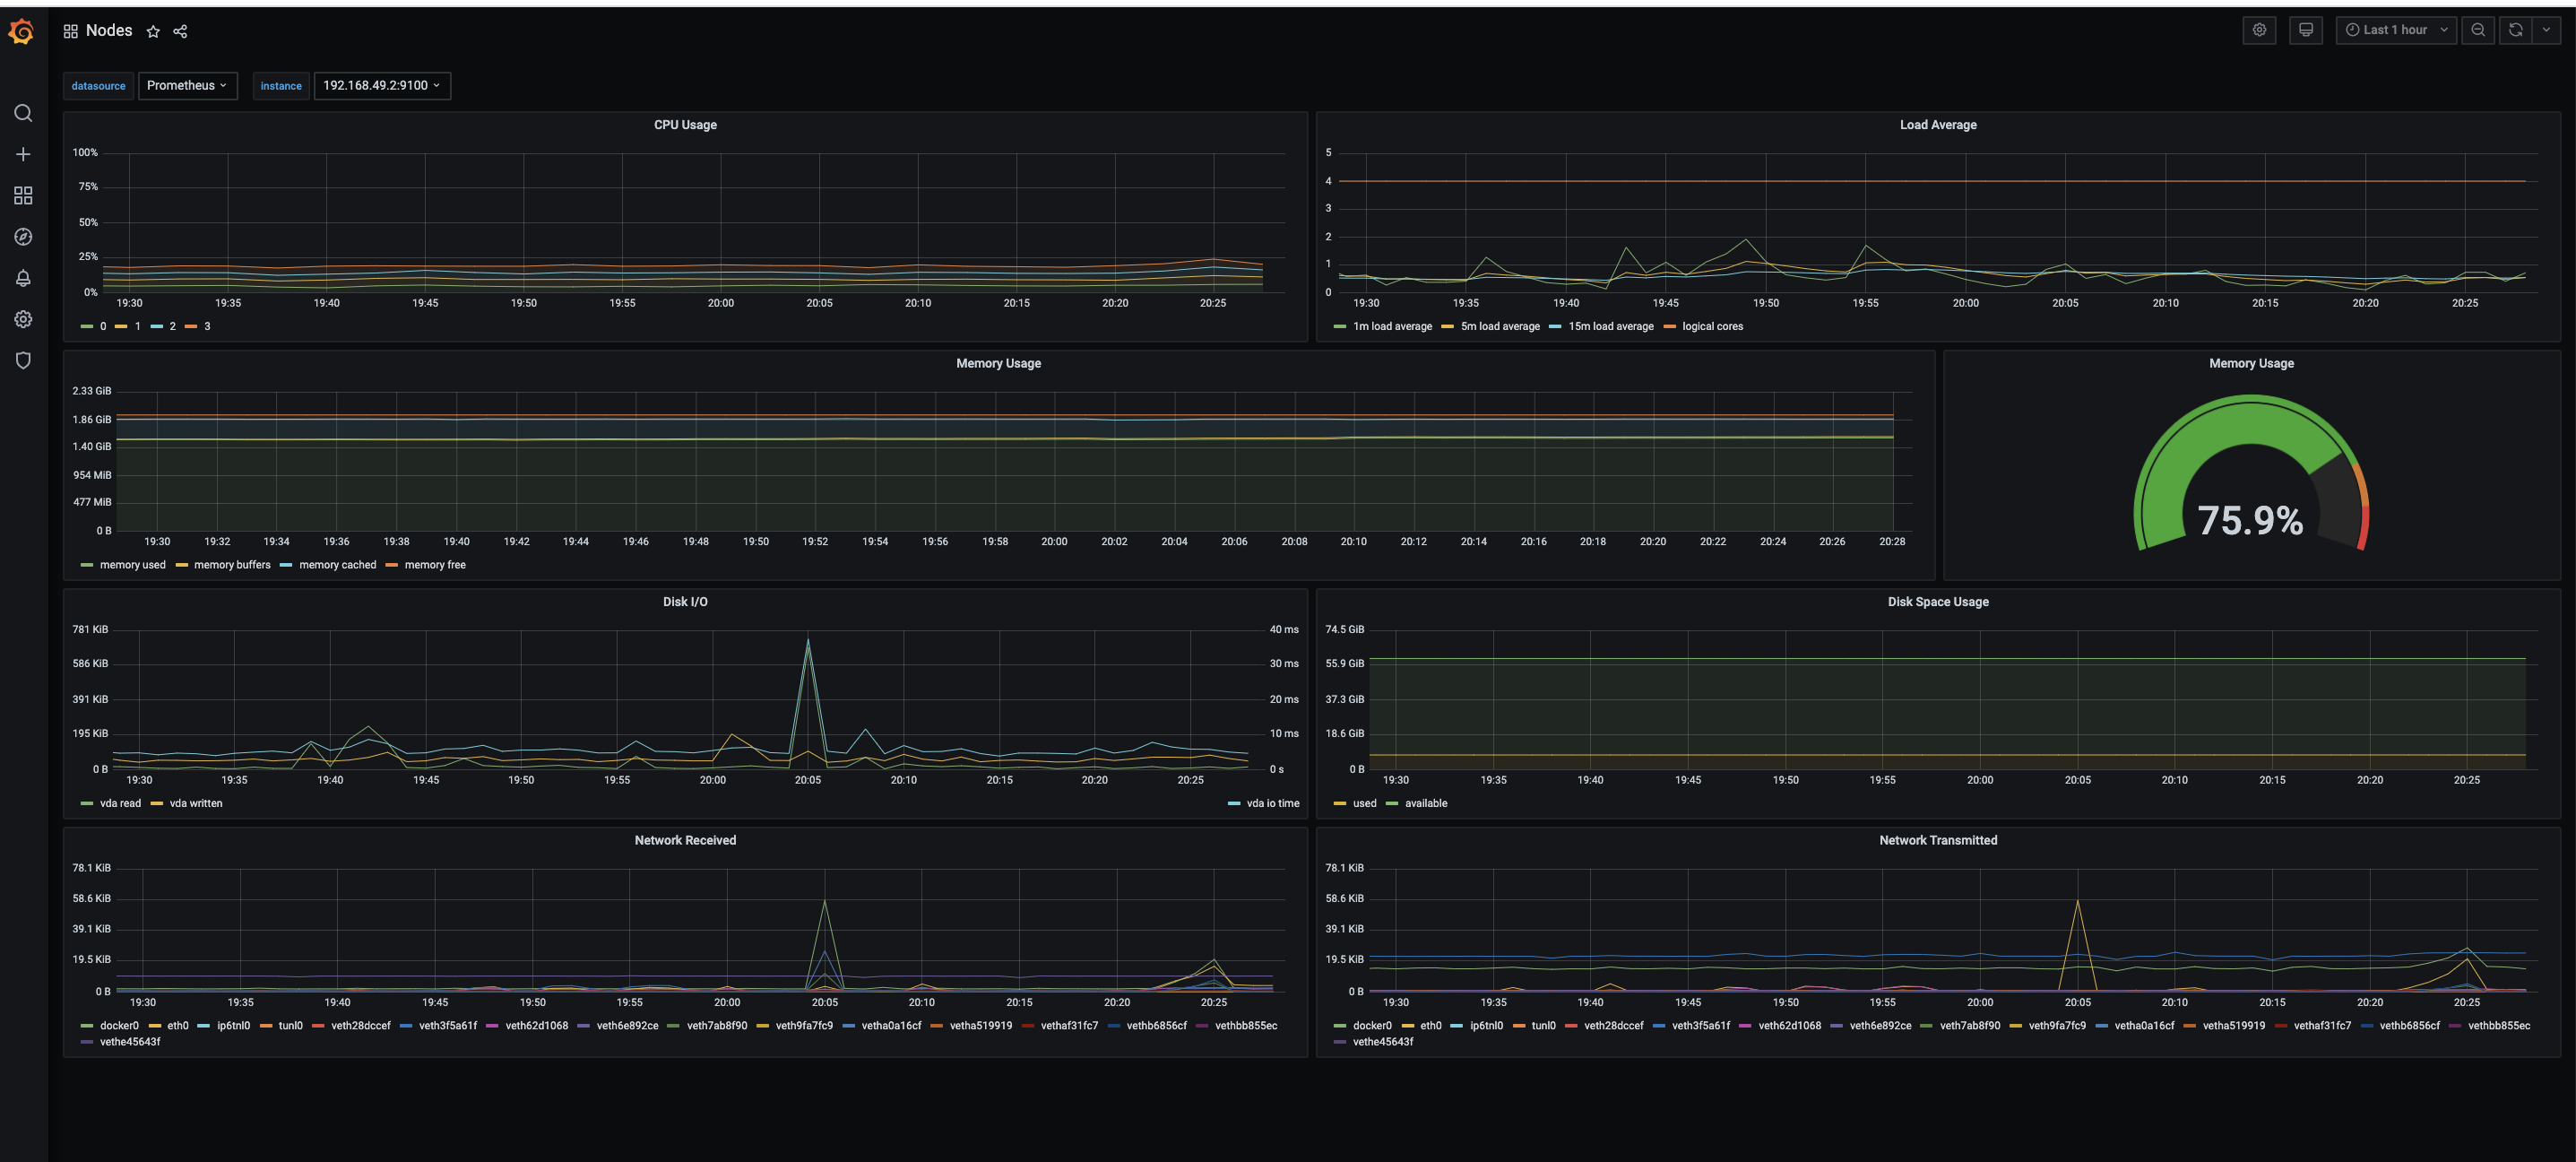 Nodes
Last 1 hour
datasource Prometheus instance 192.168.49.2:9100
CPU Usage
100%
75%
50%
25%
0%
19:30 19:35 19:40 19:45 19:50 19:55 20:00 20:05 20:10 20:15 20:20 20:25
0 1 2 3
Load Average
5
4
3
2
1
0
19:30 19:35 19:40 19:45 19:50 19:55 20:00 20:05 20:10 20:15 20:20 20:25
1m load average 5m load average 15m load average logical cores
Memory Usage
2.33 GiB
1.86 GiB
1.40 GiB
954 MiB
477 MiB
0 B
19:30 19:32 19:34 19:36 19:38 19:40 19:42 19:44 19:46 19:48 19:50 19:52 19:54 19:56 19:58 20:00 20:02 20:04 20:06 20:08 20:10 20:12 20:14 20:16 20:18 20:20 20:22 20:24 20:26 20:28
memory used memory buffers memory cached memory free
Memory Usage
75.9%
Disk I/O
781 KiB 40 ms
586 KiB 30 ms
391 KiB 20 ms
195 KiB 10 ms
0 B 0 s
19:30 19:35 19:40 19:45 19:50 19:55 20:00 20:05 20:10 20:15 20:20 20:25
vda read vda written vda io time
Disk Space Usage
74.5 GiB
55.9 GiB
37.3 GiB
18.6 GiB
0 B
19:30 19:35 19:40 19:45 19:50 19:55 20:00 20:05 20:10 20:15 20:20 20:25
used available
Network Received
78.1 KiB
58.6 KiB
39.1 KiB
19.5 KiB
0 B
19:30 19:35 19:40 19:45 19:50 19:55 20:00 20:05 20:10 20:15 20:20 20:25
docker0 eth0 ip6tnl0 tunl0 veth28dccef veth3f5a61f veth62d1068 veth6e892ce veth7ab8f90 veth9fa7fc9 vetha0a16cf vetha519919 vethaf31fc7 vethb6856cf vethbb855ec
vethe45643f
Network Transmitted
78.1 KiB
58.6 KiB
39.1 KiB
19.5 KiB
0 B
19:30 19:35 19:40 19:45 19:50 19:55 20:00 20:05 20:10 20:15 20:20 20:25
docker0 eth0 ip6tnl0 tunl0 veth28dccef veth3f5a61f veth62d1068 veth6e892ce veth7ab8f90 veth9fa7fc9 vetha0a16cf vetha519919 vethaf31fc7 vethb6856cf vethbb855ec
vethe45643f